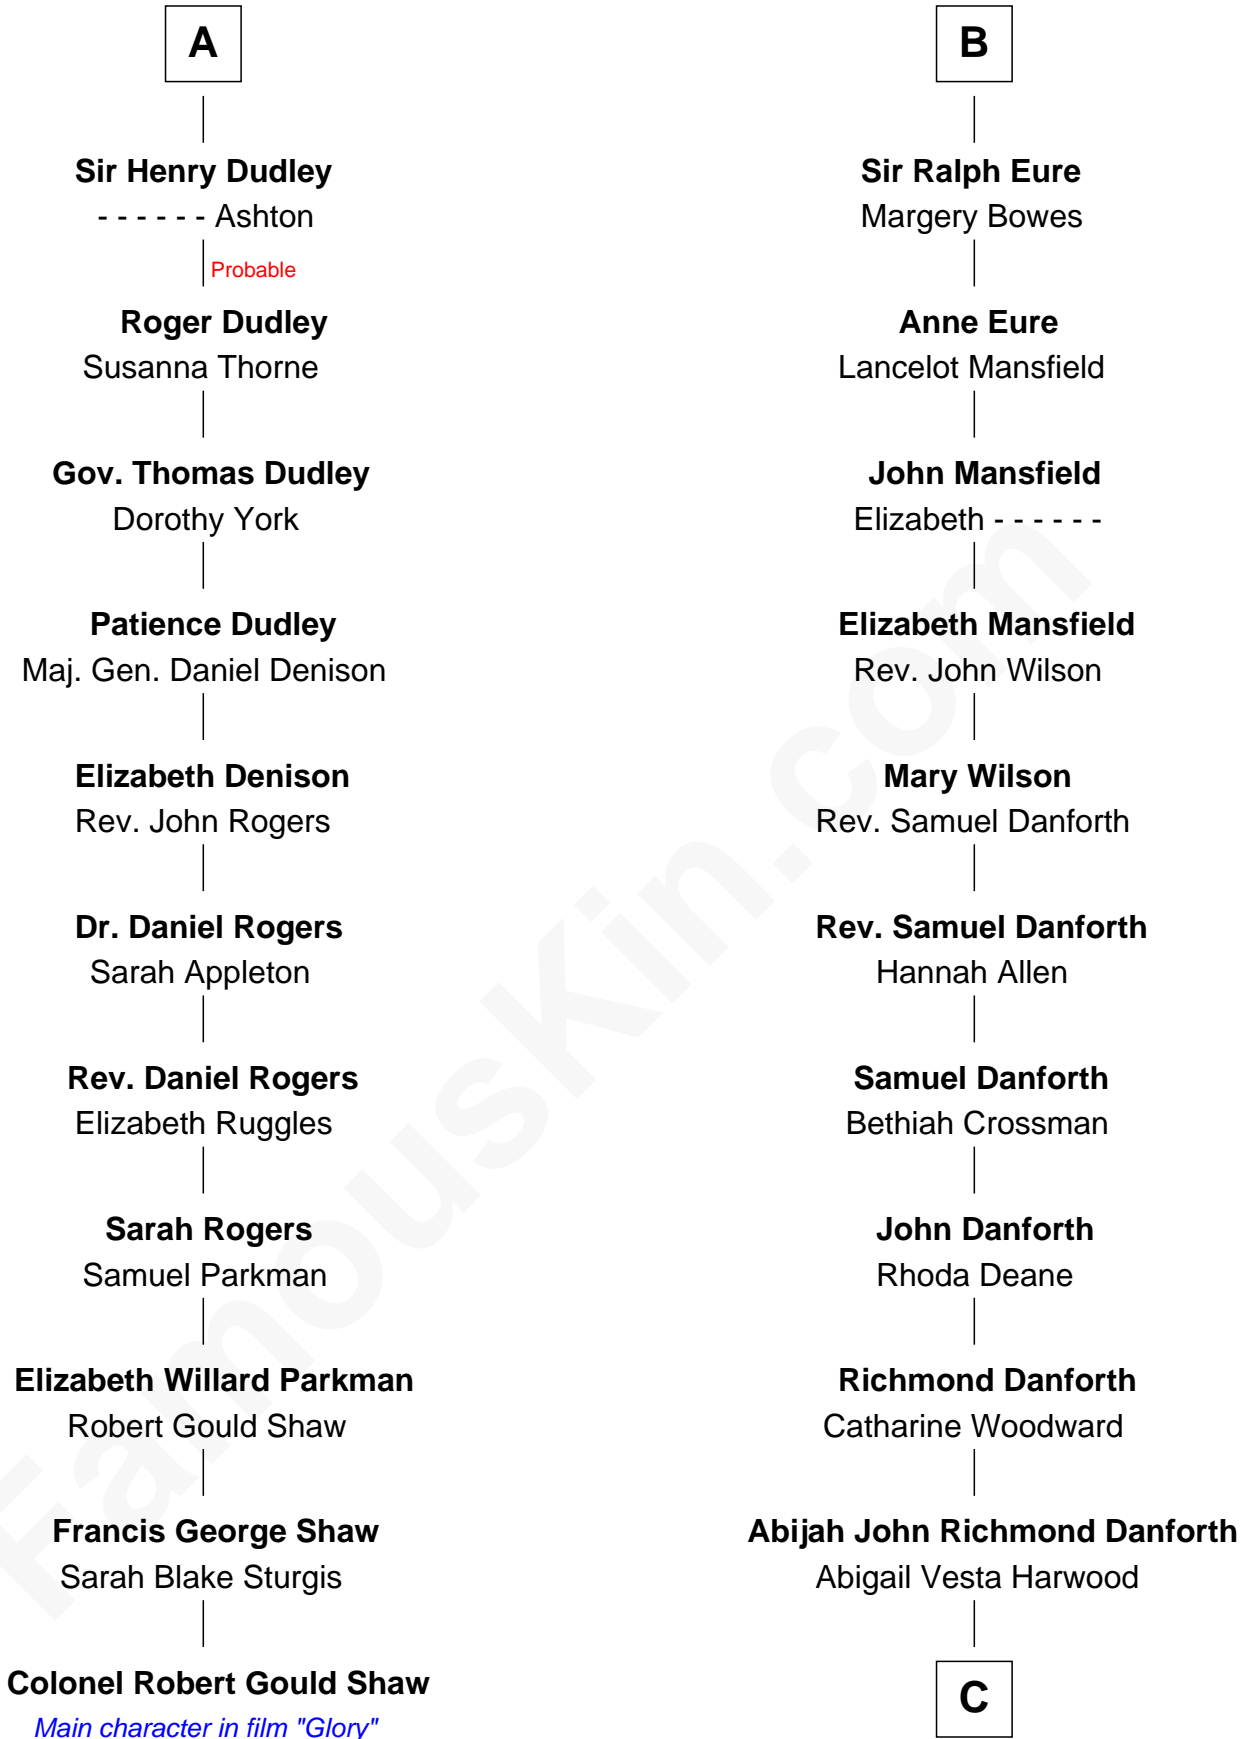 A
Sir Henry Dudley
- - - - - - Ashton
Probable
Roger Dudley
Susanna Thorne
Gov. Thomas Dudley
Dorothy York
Patience Dudley
Maj. Gen. Daniel Denison
Elizabeth Denison
Rev. John Rogers
Dr. Daniel Rogers
Sarah Appleton
Rev. Daniel Rogers
Elizabeth Ruggles
Sarah Rogers
Samuel Parkman
Elizabeth Willard Parkman
Robert Gould Shaw
Francis George Shaw
Sarah Blake Sturgis
Colonel Robert Gould Shaw
Main character in film "Glory"
B
Sir Ralph Eure
Margery Bowes
Anne Eure
Lancelot Mansfield
John Mansfield
Elizabeth - - - - - -
Elizabeth Mansfield
Rev. John Wilson
Mary Wilson
Rev. Samuel Danforth
Rev. Samuel Danforth
Hannah Allen
Samuel Danforth
Bethiah Crossman
John Danforth
Rhoda Deane
Richmond Danforth
Catharine Woodward
Abijah John Richmond Danforth
Abigail Vesta Harwood
C
FamousKin.com